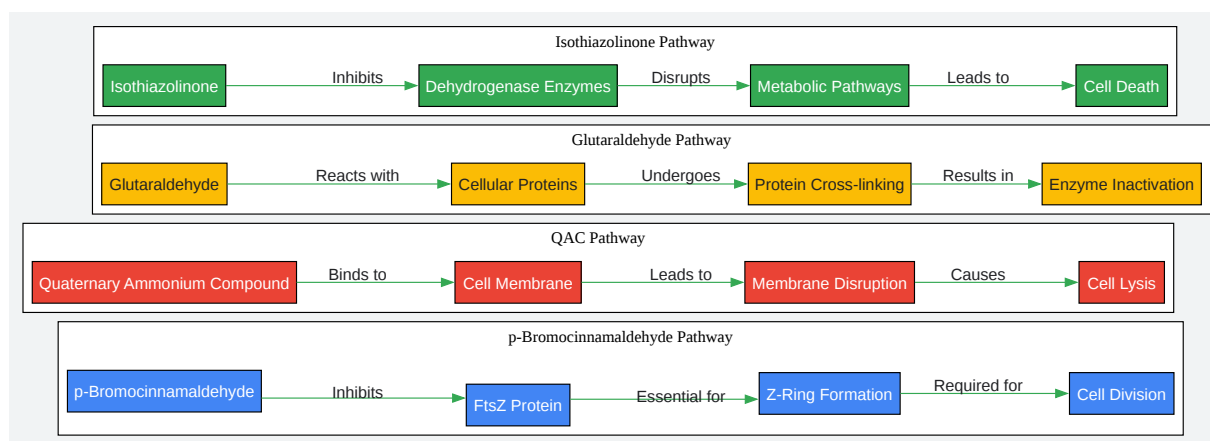 Isothiazolinone Pathway
Isothiazolinone Inhibits Dehydrogenase Enzymes Disrupts Metabolic Pathways Leads to Cell Death
Glutaraldehyde Pathway
Glutaraldehyde Reacts with Cellular Proteins Undergoes Protein Cross-linking Results in Enzyme Inactivation
QAC Pathway
Quaternary Ammonium Compound Binds to Cell Membrane Leads to Membrane Disruption Causes Cell Lysis
p-Bromocinnamaldehyde Pathway
p-Bromocinnamaldehyde Inhibits FtsZ Protein Essential for Z-Ring Formation Required for Cell Division